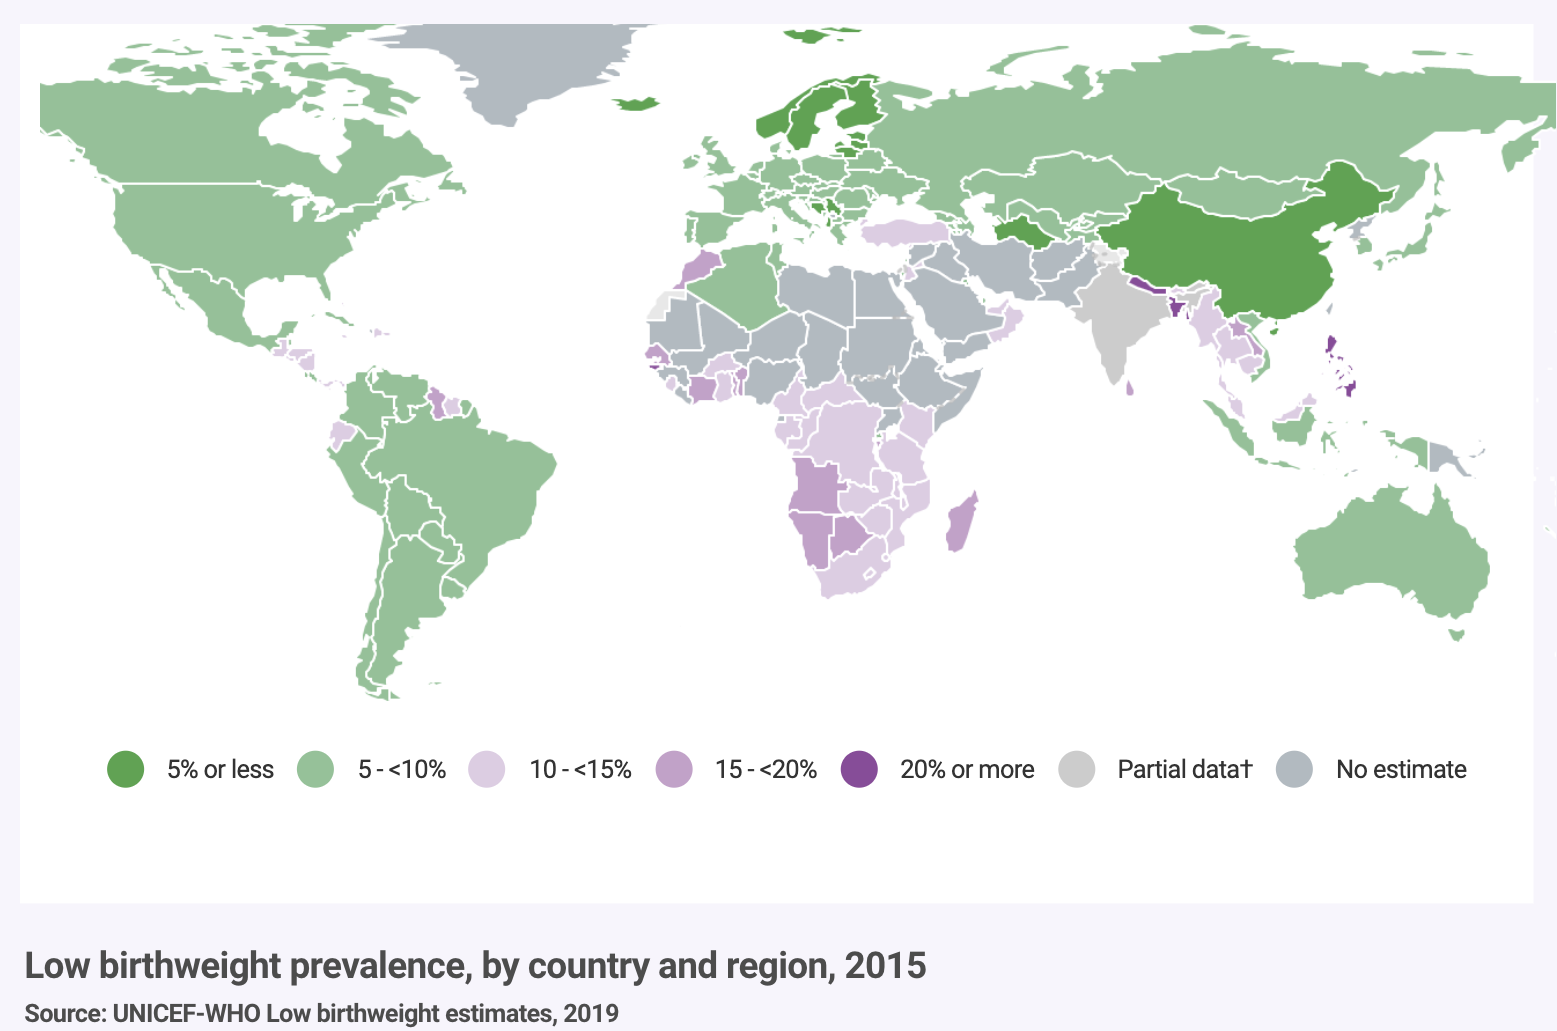 5% or less 5 - <10% 10 - <15% 15 - <20% 20% or more Partial data† No estimate
Low birthweight prevalence, by country and region, 2015
Source: UNICEF-WHO Low birthweight estimates, 2019